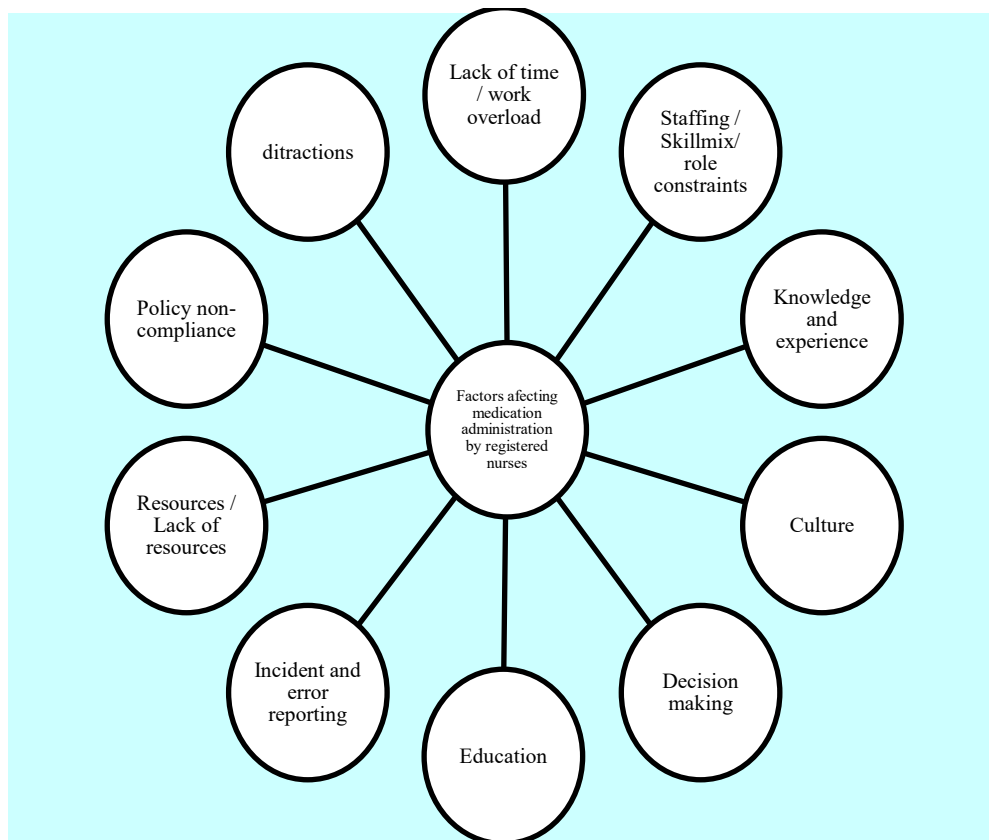 Lack of time
/ work
overload
Staffing /
Skillmix/
role
constraints
ditractions
Knowledge
and
experience
Policy non-
compliance
Factors afecting
medication
administration
by registered
nurses
Resources /
Lack of
resources
Culture
Incident and
error
reporting
Decision
making
Education